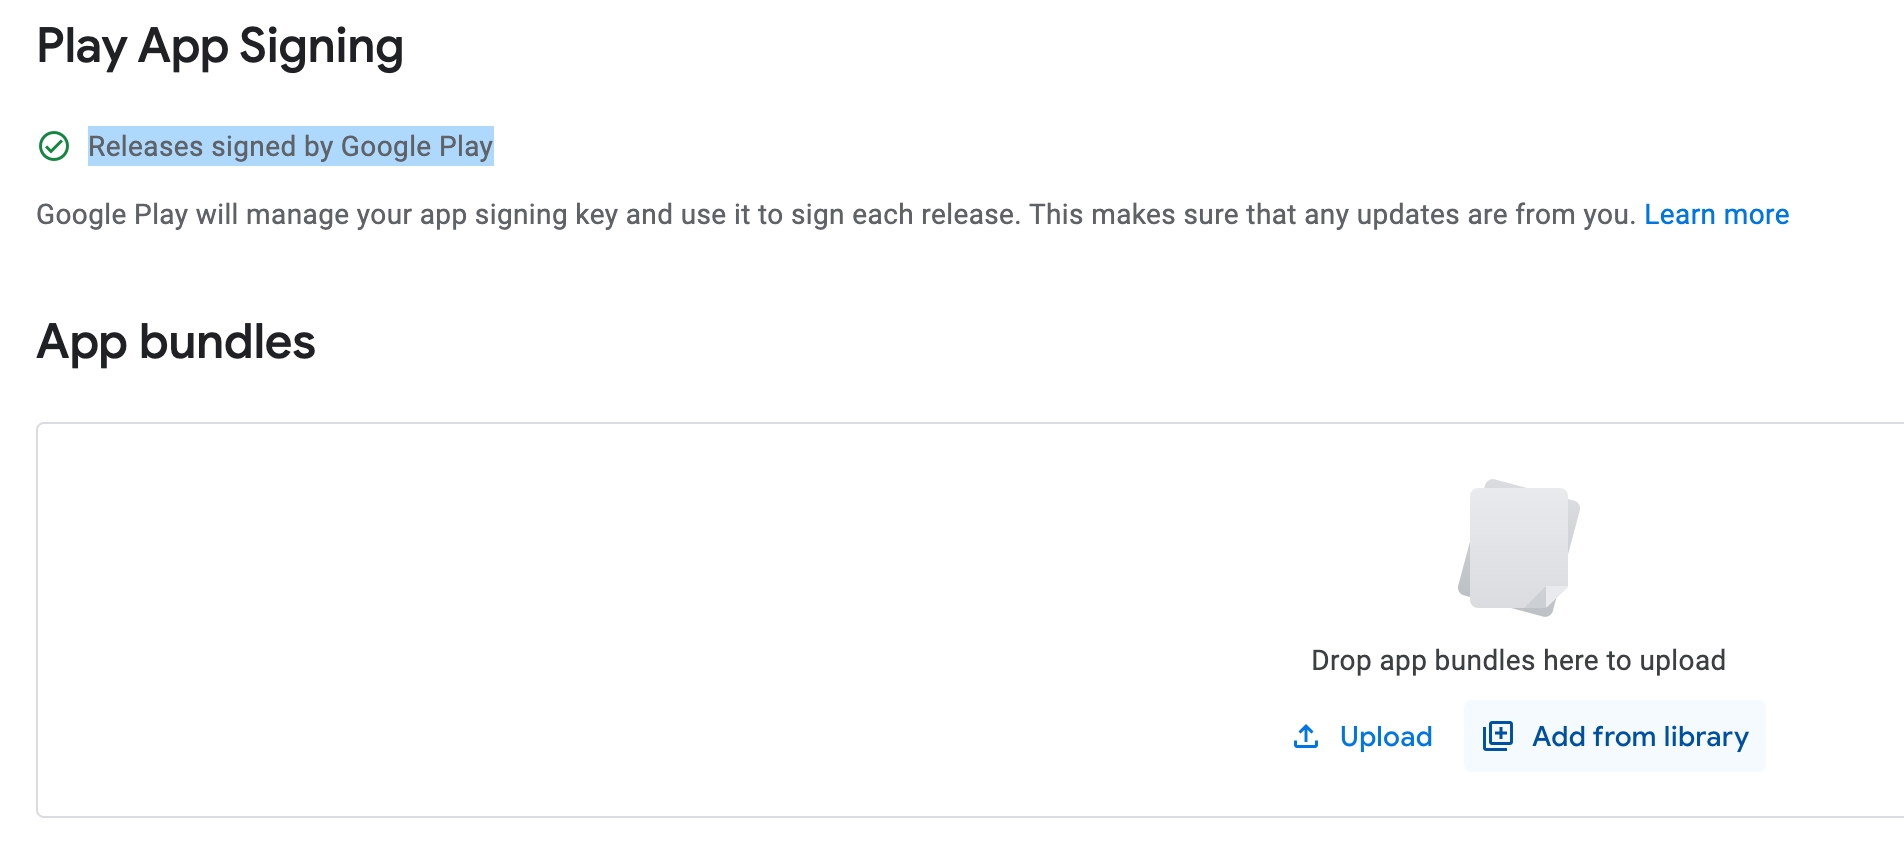 Play App Signing
Releases signed by Google Play
Google Play will manage your app signing key and use it to sign each release. This makes sure that any updates are from you. Learn more
App bundles
Drop app bundles here to upload
Upload
Add from library